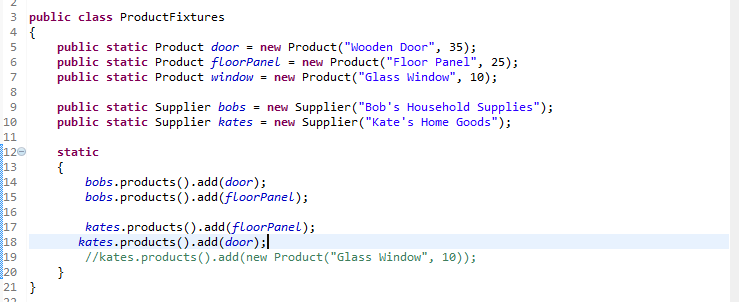 2
3 public class ProductFixtures
4 {
5 public static Product door = new Product("Wooden Door", 35);
6 public static Product floorPanel = new Product("Floor Panel", 25);
7 public static Product window = new Product("Glass Window", 10);
8
9 public static Supplier bobs = new Supplier("Bob's Household Supplies");
10 public static Supplier kates = new Supplier("Kate's Home Goods");
11
12 static
13 {
14 bobs.products().add(door);
15 bobs.products().add(floorPanel);
16
17 kates.products().add(floorPanel);
18 kates.products().add(door);
19 //kates.products().add(new Product("Glass Window", 10));
20 }
21 }
22